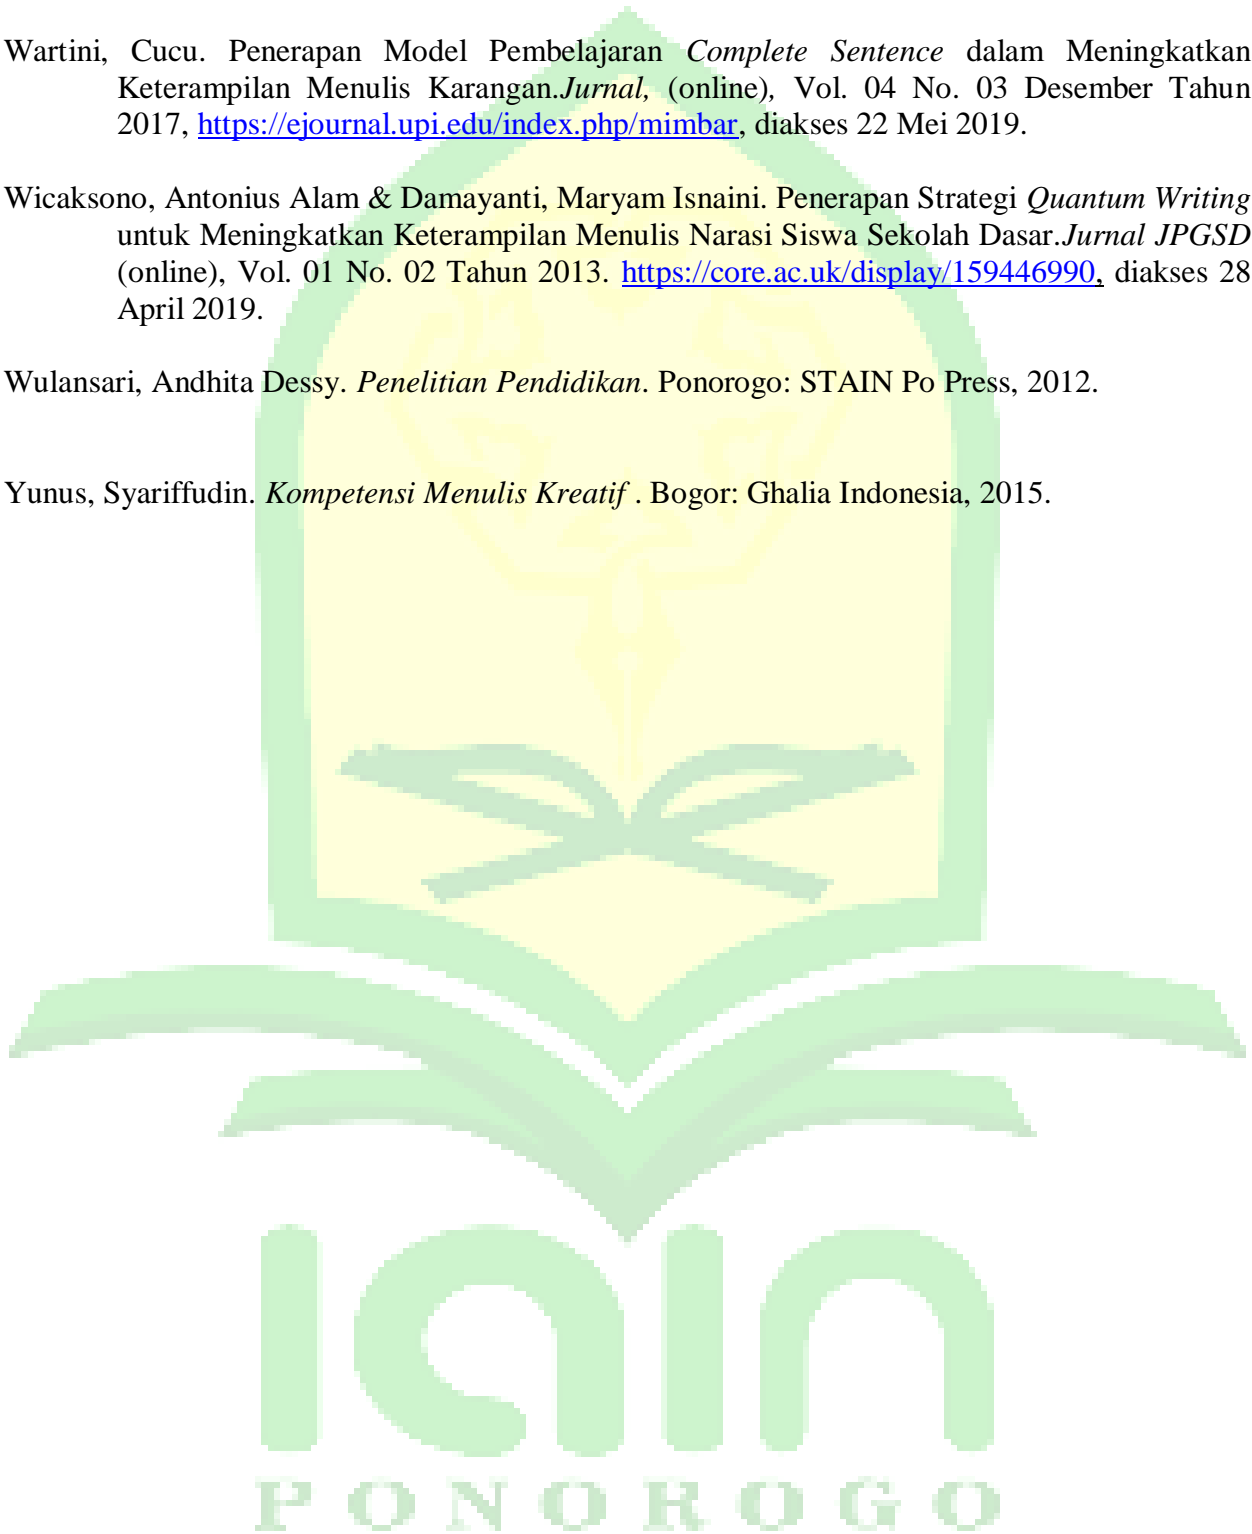 Wartini, Cucu. Penerapan Model Pembelajaran Complete Sentence dalam Meningkatkan
Keterampilan Menulis Karangan.Jurnal, (online), Vol. 04 No. 03 Desember Tahun
2017, https://ejournal.upi.edu/index.php/mimbar, diakses 22 Mei 2019.
Wicaksono, Antonius Alam & Damayanti, Maryam Isnaini. Penerapan Strategi Quantum Writing
untuk Meningkatkan Keterampilan Menulis Narasi Siswa Sekolah Dasar.Jurnal JPGSD
(online), Vol. 01 No. 02 Tahun 2013. https://core.ac.uk/display/159446990, diakses 28
April 2019.
Wulansari, Andhita Dessy. Penelitian Pendidikan. Ponorogo: STAIN Po Press, 2012.
Yunus, Syariffudin. Kompetensi Menulis Kreatif . Bogor: Ghalia Indonesia, 2015.
iain
PONOROGO